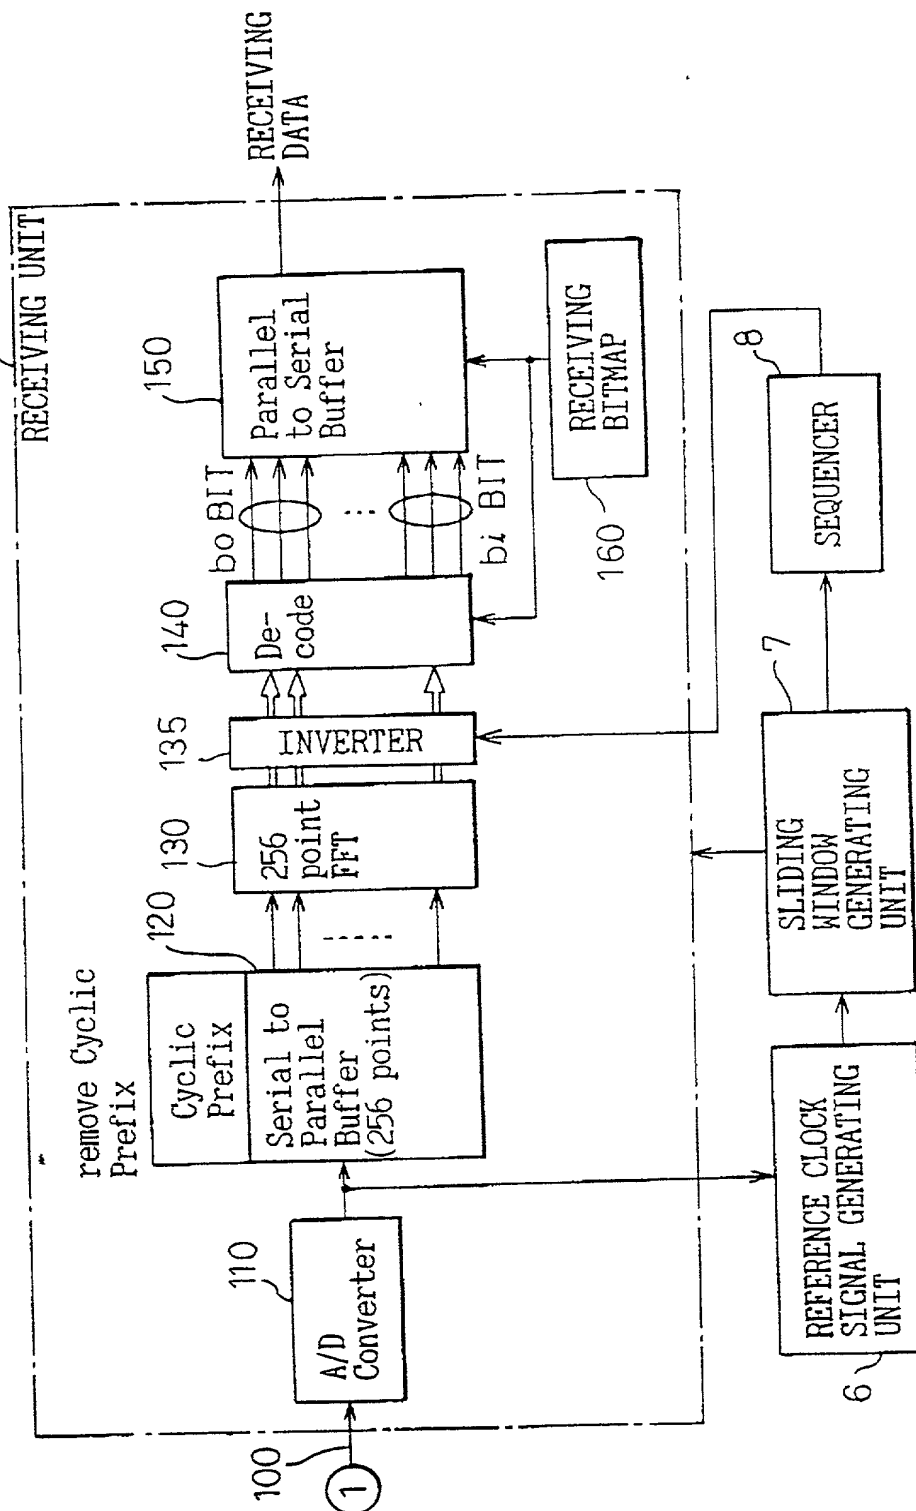 RECEIVING UNIT
RECEIVING
DATA
remove Cyclic
Prefix
100
1
110
A/D
Converter
120
Cyclic
Prefix
Serial to
Parallel
Buffer
(256 points)
130
256
point
FFT
135
INVERTER
140
De-
code
bo BIT
bi BIT
150
Parallel
to Serial
Buffer
160
RECEIVING
BITMAP
6
REFERENCE CLOCK
SIGNAL GENERATING
UNIT
7
SLIDING
WINDOW
GENERATING
UNIT
8
SEQUENCER